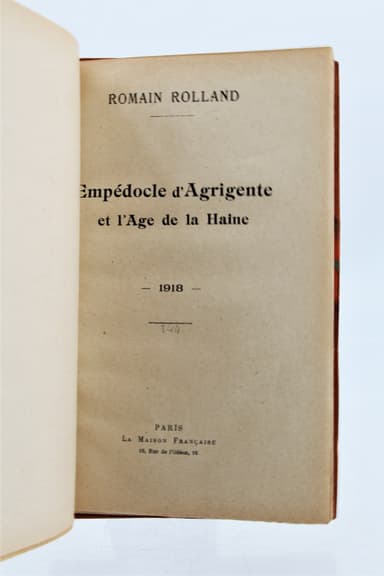 ROMAIN ROLLAND
Empédocle d'Agrigente
et l'Age de la Haine
— 1918 —
PARIS
La Maison Française
16, Rue de l'Odéon, 16